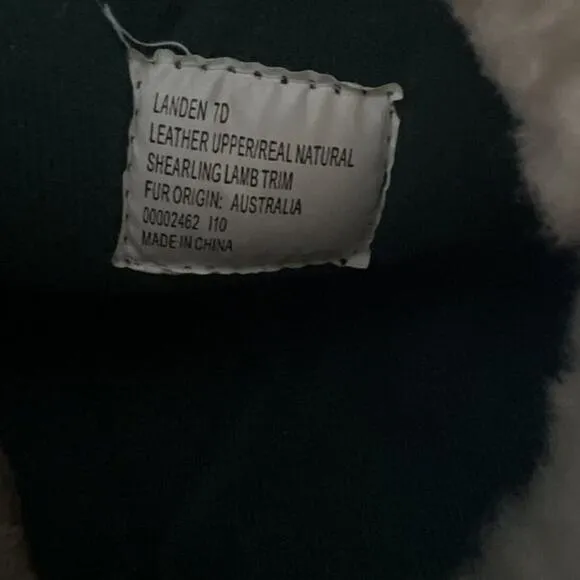 LANDEN 7D
LEATHER UPPER/REAL NATURAL
SHEARLING LAMB TRIM
FUR ORIGIN: AUSTRALIA
00002462 I10
MADE IN CHINA